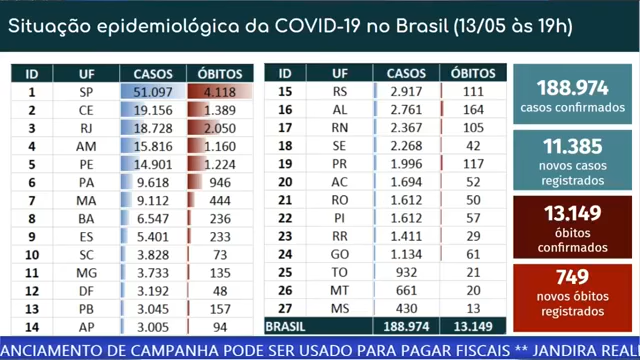 Situação epidemiológica da COVID-19 no Brasil (13/05 às 19h)
ID UF CASOS ÓBITOS
1 SP 51.097 4.118
2 CE 19.156 1.389
3 RJ 18.728 2.050
4 AM 15.816 1.160
5 PE 14.901 1.224
6 PA 9.618 946
7 MA 9.112 444
8 BA 6.547 236
9 ES 5.401 233
10 SC 3.828 73
11 MG 3.733 135
12 DF 3.192 48
13 PB 3.045 157
14 AP 3.005 94
ID UF CASOS ÓBITOS
15 RS 2.917 111
16 AL 2.761 164
17 RN 2.367 105
18 SE 2.268 42
19 PR 1.996 117
20 AC 1.694 52
21 RO 1.612 50
22 PI 1.612 57
23 RR 1.411 29
24 GO 1.134 61
25 TO 932 21
26 MT 661 20
27 MS 430 13
BRASIL 188.974 13.149
188.974
casos confirmados
11.385
novos casos
registrados
13.149
óbitos
confirmados
749
novos óbitos
registrados
ANCIAMENTO DE CAMPANHA PODE SER USADO PARA PAGAR FISCAIS ** JANDIRA REAL